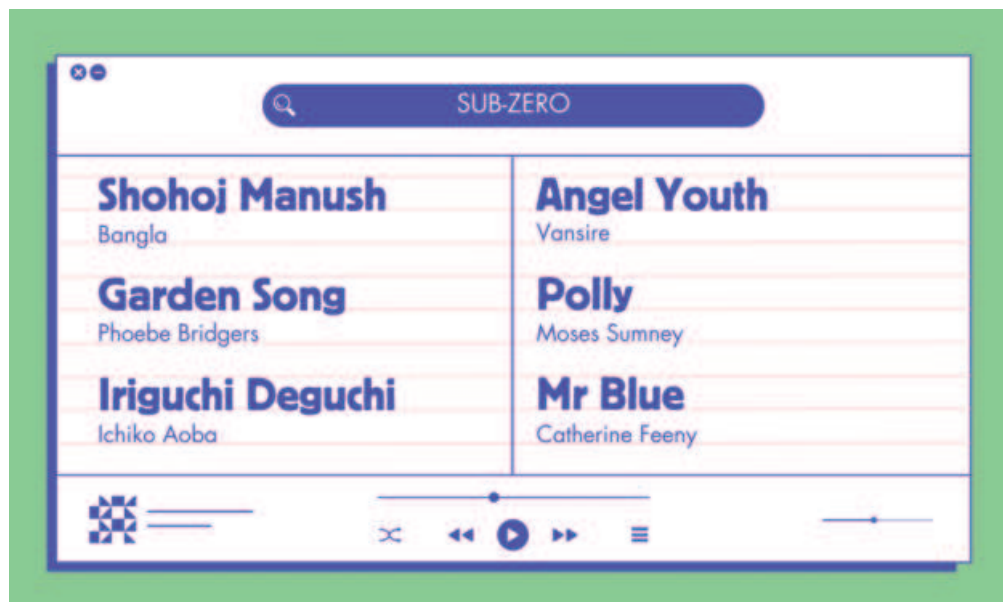 SUB-ZERO
Shohoj Manush
Bangla
Garden Song
Phoebe Bridgers
Iriguchi Deguchi
Ichiko Aoba
Angel Youth
Vansire
Polly
Moses Sumney
Mr Blue
Catherine Feeny